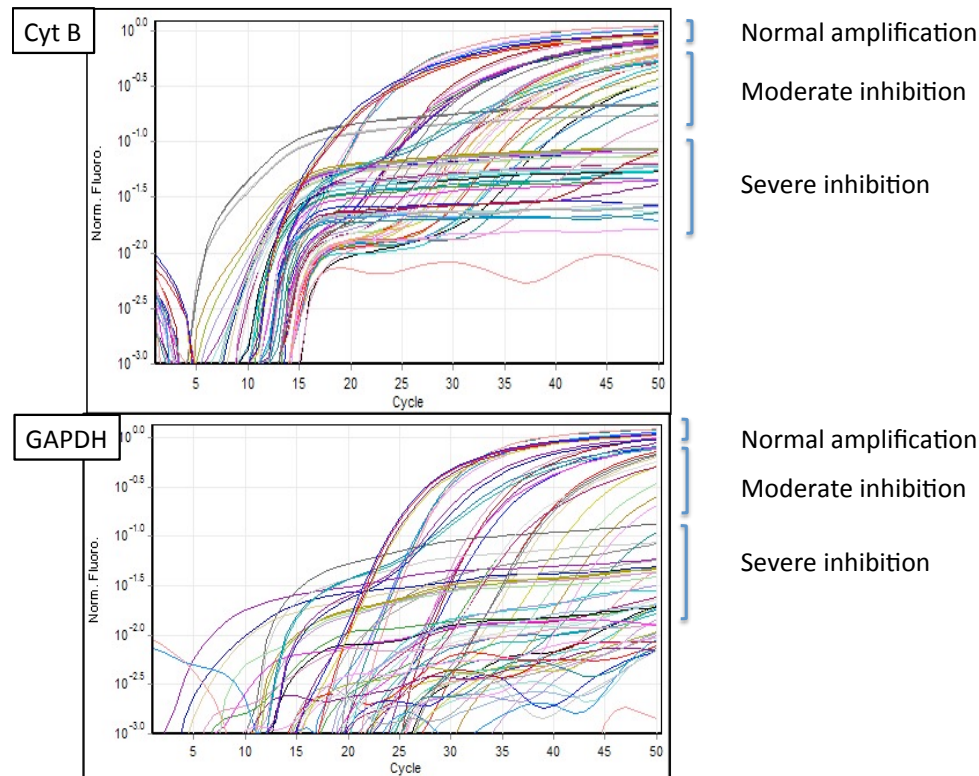 Cyt B
Norm. Fluoro.
10^0.0
10^-0.5
10^-1.0
10^-1.5
10^-2.0
10^-2.5
10^-3.0
5 10 15 20 25 30 35 40 45 50
Cycle
Normal amplification
Moderate inhibition
Severe inhibition
GAPDH
Norm. Fluoro.
10^0.0
10^-0.5
10^-1.0
10^-1.5
10^-2.0
10^-2.5
10^-3.0
5 10 15 20 25 30 35 40 45 50
Cycle
Normal amplification
Moderate inhibition
Severe inhibition